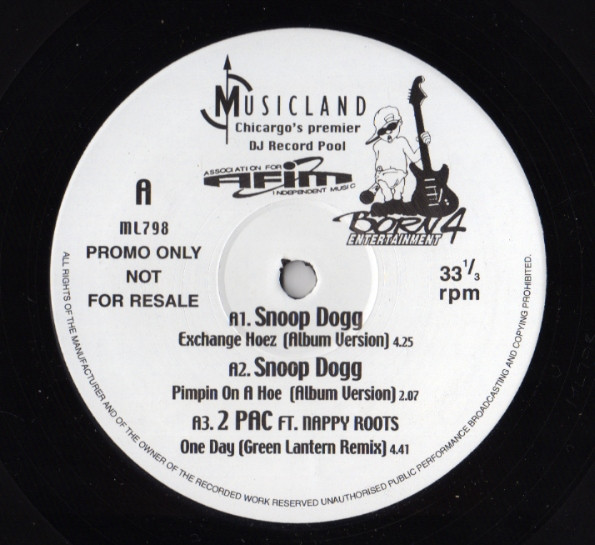 MUSICLAND
Chicargo's premier
DJ Record Pool
ASSOCIATION FOR
AFIM
INDEPENDENT MUSIC
BORN 4
ENTERTAINMENT
A
ML798
PROMO ONLY
NOT
FOR RESALE
33 1/3
rpm
A1. Snoop Dogg
Exchange Hoez (Album Version) 4.25
A2. Snoop Dogg
Pimpin On A Hoe (Album Version) 2.07
A3. 2 PAC FT. NAPPY ROOTS
One Day (Green Lantern Remix) 4.41
ALL RIGHTS OF THE MANUFACTURER AND OF THE OWNER OF THE RECORDED WORK RESERVED UNAUTHORISED PUBLIC PERFORMANCE BROADCASTING AND COPYING PROHIBITED.